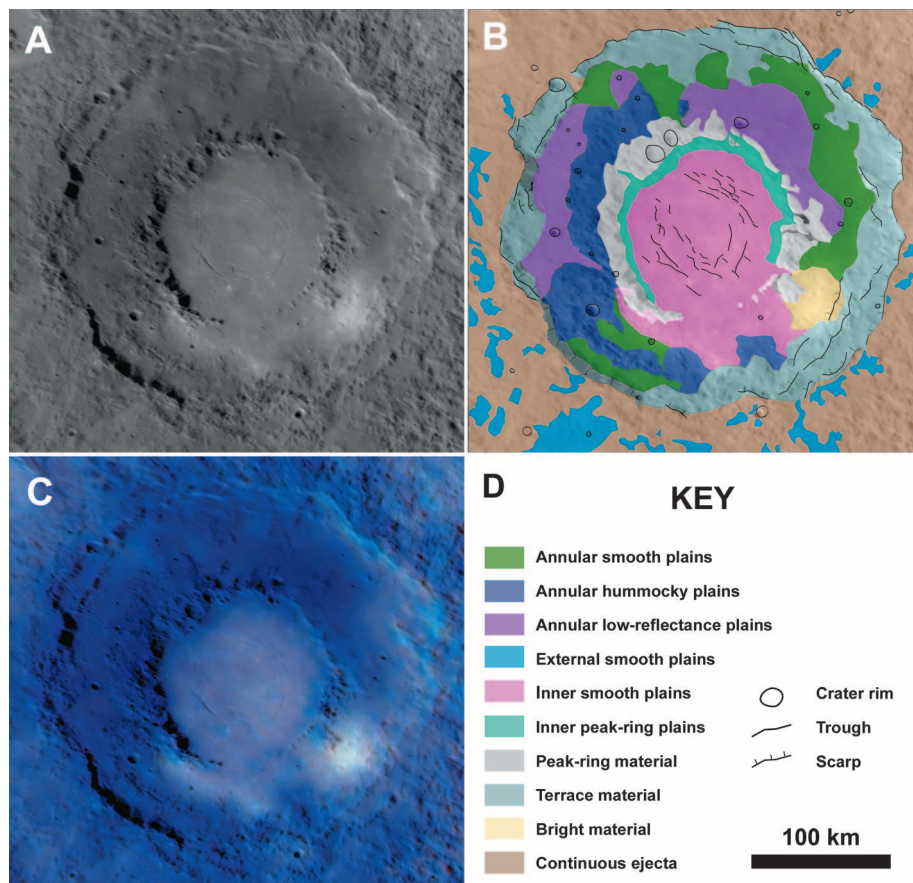 A
B
C
D
KEY
Annular smooth plains
Annular hummocky plains
Annular low-reflectance plains
External smooth plains
Inner smooth plains
Inner peak-ring plains
Peak-ring material
Terrace material
Bright material
Continuous ejecta
Crater rim
Trough
Scarp
100 km